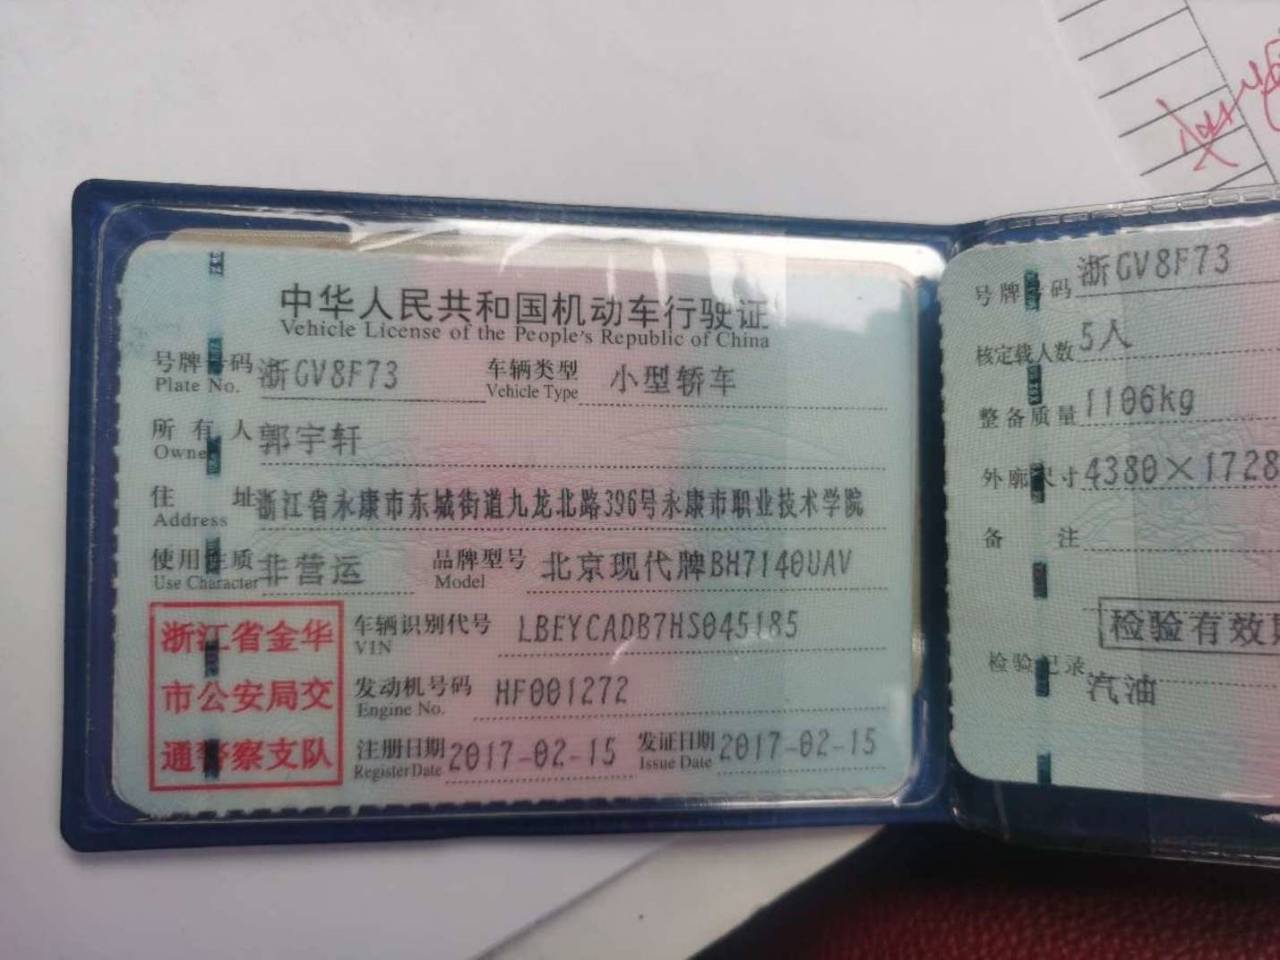 中华人民共和国机动车行驶证
Vehicle License of the People's Republic of China
号牌号码 浙GV8F73 车辆类型 小型轿车
Plate No. Vehicle Type
所有人 郭宇轩
Owner
住址 浙江省永康市东城街道九龙北路396号永康市职业技术学院
Address
使用性质 非营运 品牌型号 北京现代牌BH7140UAV
Use Character Model
浙江省金华
市公安局交
通警察支队
车辆识别代号 LBEYCADB7HS045185
VIN
发动机号码 HF001272
Engine No.
注册日期 2017-02-15 发证日期 2017-02-15
Register Date Issue Date
号牌号码 浙GV8F73
核定载人数 5人
整备质量 1106kg
外廓尺寸 4380×1728
备注
检验有效
检验记录
汽油